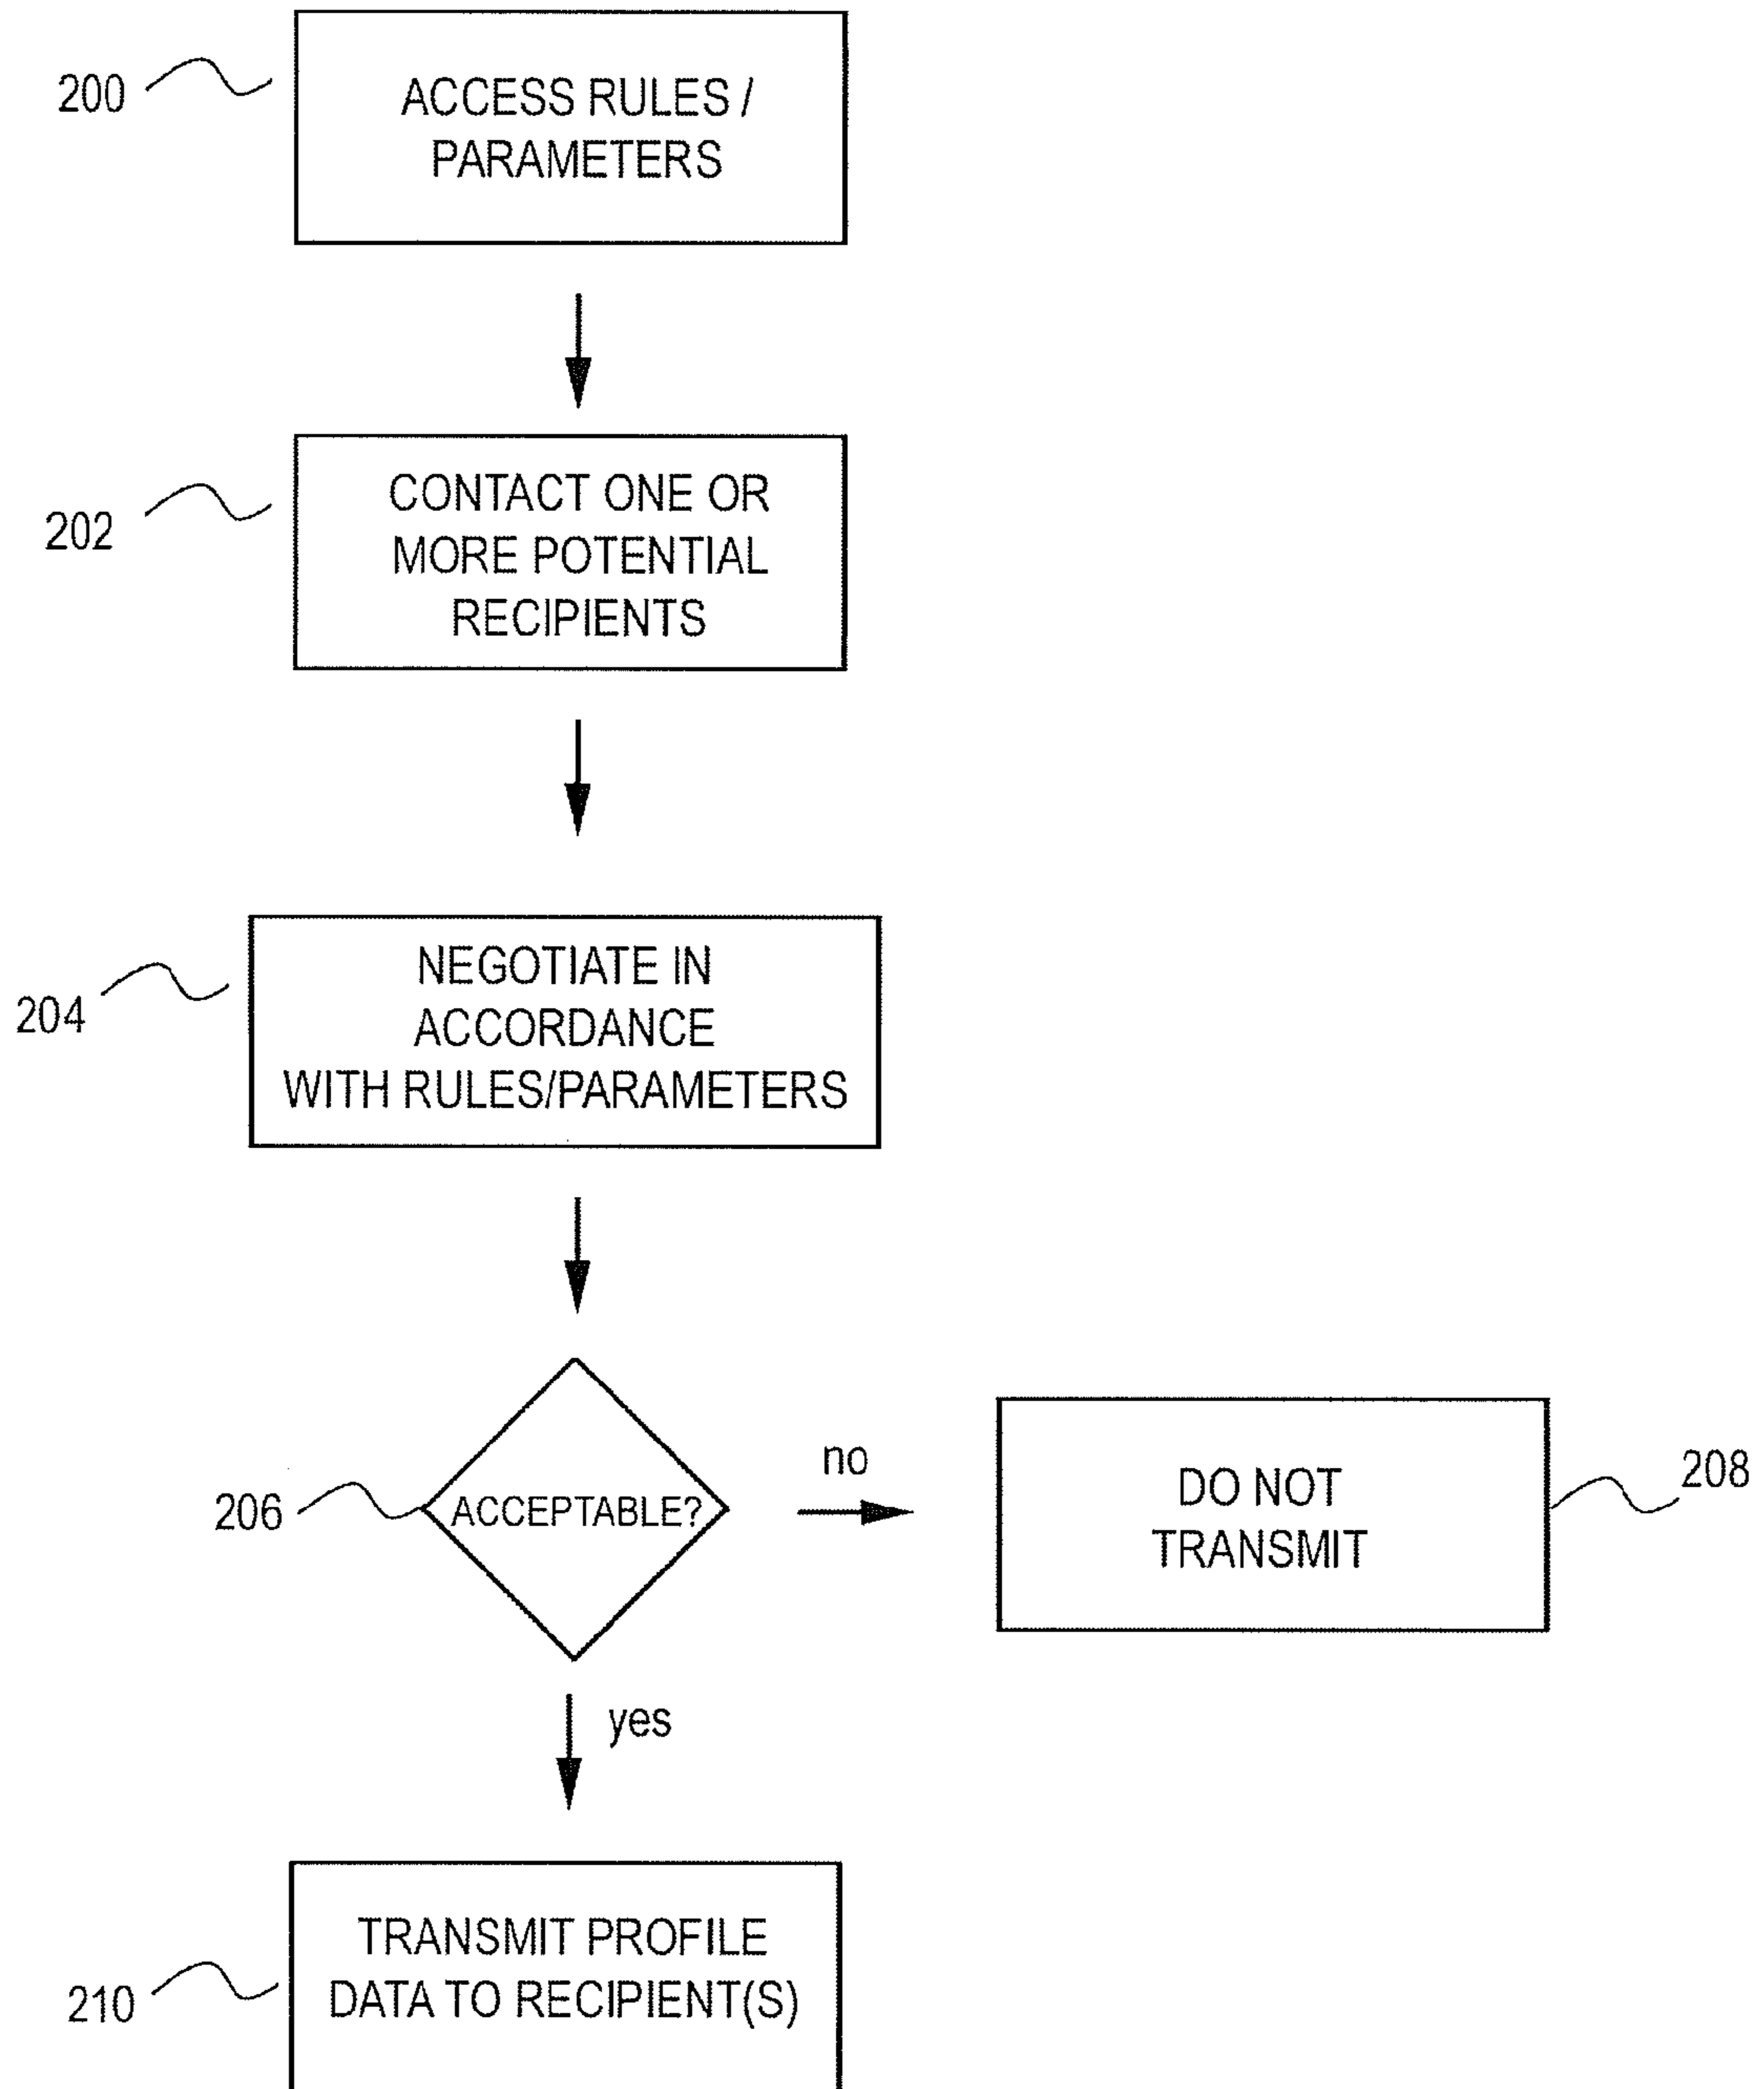 200
ACCESS RULES /
PARAMETERS
202
CONTACT ONE OR
MORE POTENTIAL
RECIPIENTS
204
NEGOTIATE IN
ACCORDANCE
WITH RULES/PARAMETERS
206
ACCEPTABLE?
no
DO NOT
TRANSMIT
208
yes
210
TRANSMIT PROFILE
DATA TO RECIPIENT(S)